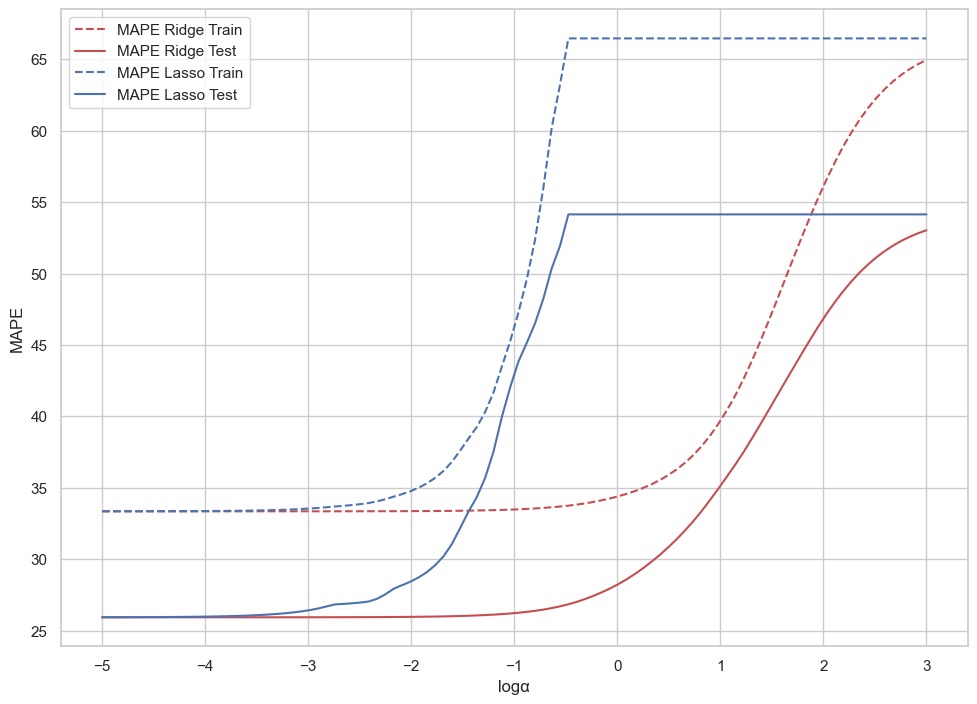 MAPE Ridge Train
MAPE Ridge Test
MAPE Lasso Train
MAPE Lasso Test
65
60
55
50
45
40
35
30
25
MAPE
−5 −4 −3 −2 −1 0 1 2 3
logα